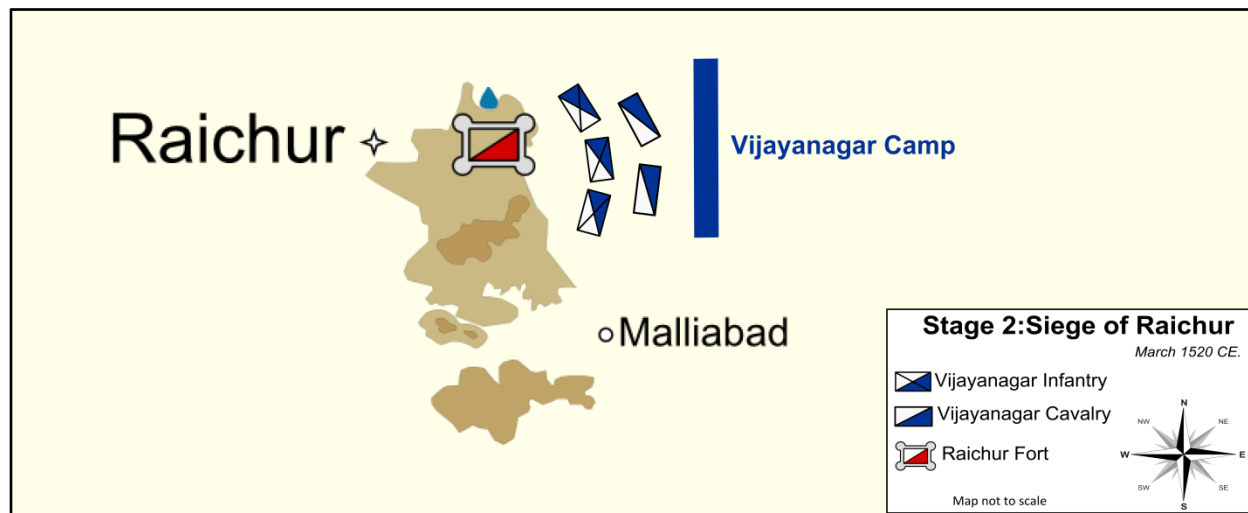 Raichur
Vijayanagar Camp
Malliabad
Stage 2:Siege of Raichur
March 1520 CE.
Vijayanagar Infantry
Vijayanagar Cavalry
Raichur Fort
Map not to scale
N
NW
NE
W
E
SW
SE
S